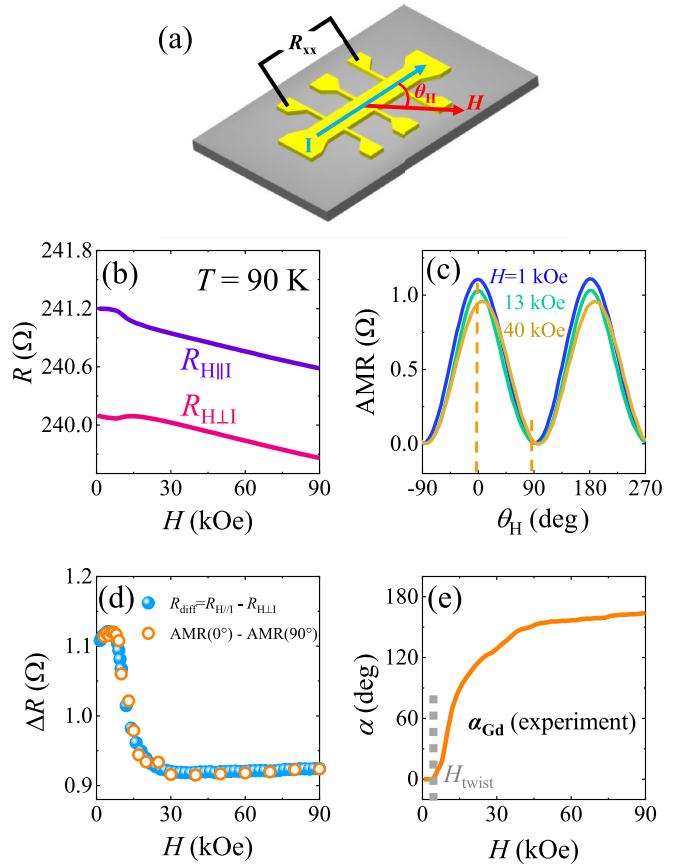 (a)
R_xx
θ_H
H
I
(b)
T = 90 K
241.8
241.2
240.6
240.0
R (Ω)
R_H∥I
R_H⊥I
0 30 60 90
H (kOe)
(c)
H=1 kOe
13 kOe
40 kOe
1.0
0.5
0.0
AMR (Ω)
-90 0 90 180 270
θ_H (deg)
(d)
R_diff=R_H//I - R_H⊥I
AMR(0°) - AMR(90°)
1.2
1.1
1.0
0.9
ΔR (Ω)
0 30 60 90
H (kOe)
(e)
180
120
60
0
α (deg)
α_Gd (experiment)
H_twist
0 30 60 90
H (kOe)